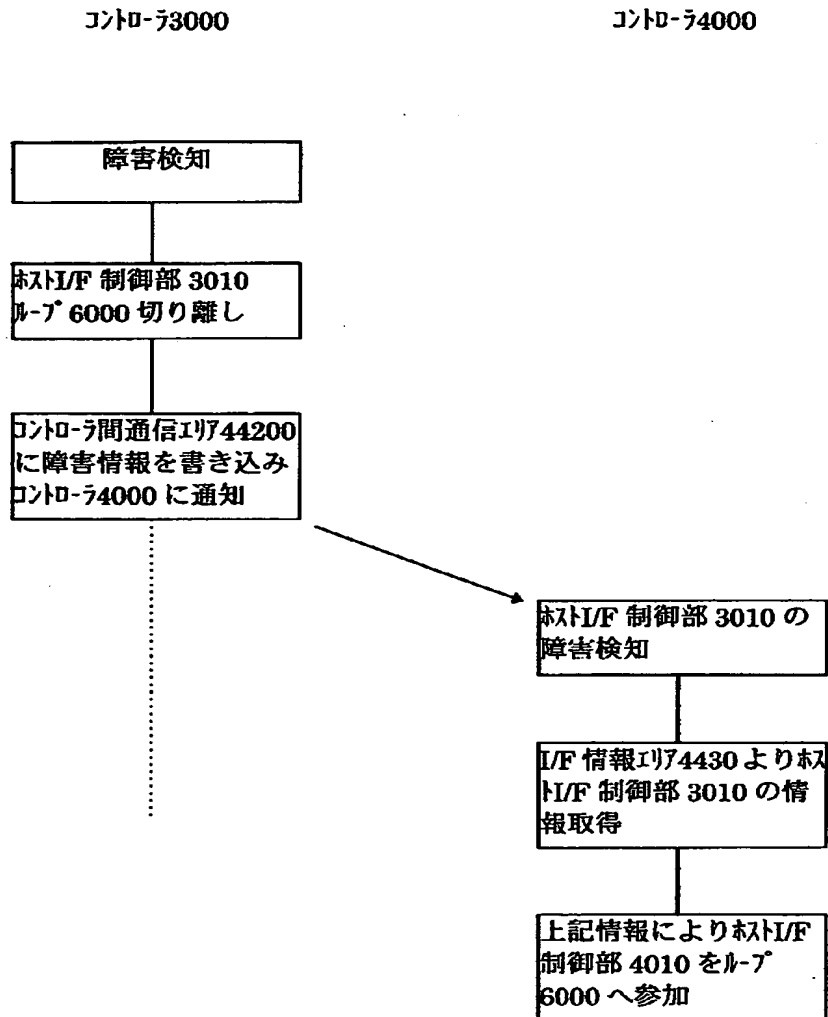 コントローラ3000
コントローラ4000
障害検知
ホストI/F 制御部 3010
ループ 6000 切り離し
コントローラ間通信エリア44200
に障害情報を書き込み
コントローラ4000 に通知
ホストI/F 制御部 3010 の
障害検知
I/F 情報エリア4430 よりホス
トI/F 制御部 3010 の情
報取得
上記情報によりホストI/F
制御部 4010 をループ
6000 へ参加